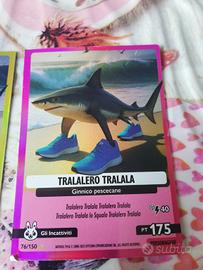 TRALALERO TRALALA
Ginnico pescecane
Tralalero Tralala Tralalero Tralala
Tralalero Tralala lo Squalo Tralalero Tralala
40
Gli Incattiviti
PT 175
76/150
subito